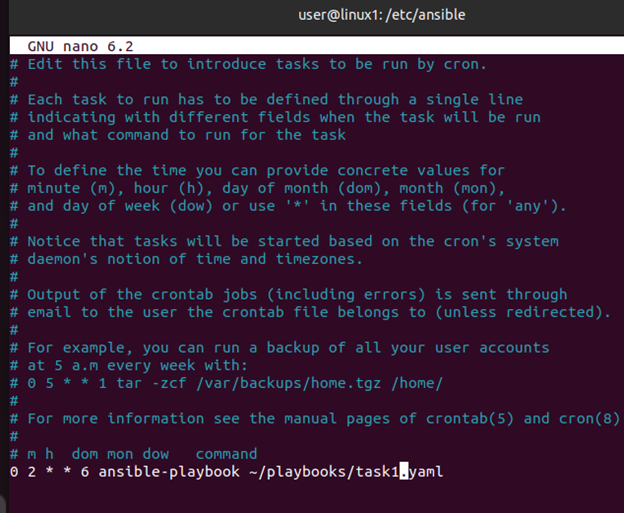 user@linux1: /etc/ansible
GNU nano 6.2
# Edit this file to introduce tasks to be run by cron.
#
# Each task to run has to be defined through a single line
# indicating with different fields when the task will be run
# and what command to run for the task
#
# To define the time you can provide concrete values for
# minute (m), hour (h), day of month (dom), month (mon),
# and day of week (dow) or use '*' in these fields (for 'any').
#
# Notice that tasks will be started based on the cron's system
# daemon's notion of time and timezones.
#
# Output of the crontab jobs (including errors) is sent through
# email to the user the crontab file belongs to (unless redirected).
#
# For example, you can run a backup of all your user accounts
# at 5 a.m every week with:
# 0 5 * * 1 tar -zcf /var/backups/home.tgz /home/
#
# For more information see the manual pages of crontab(5) and cron(8)
#
# m h  dom mon dow   command
0 2 * * 6 ansible-playbook ~/playbooks/task1.yaml